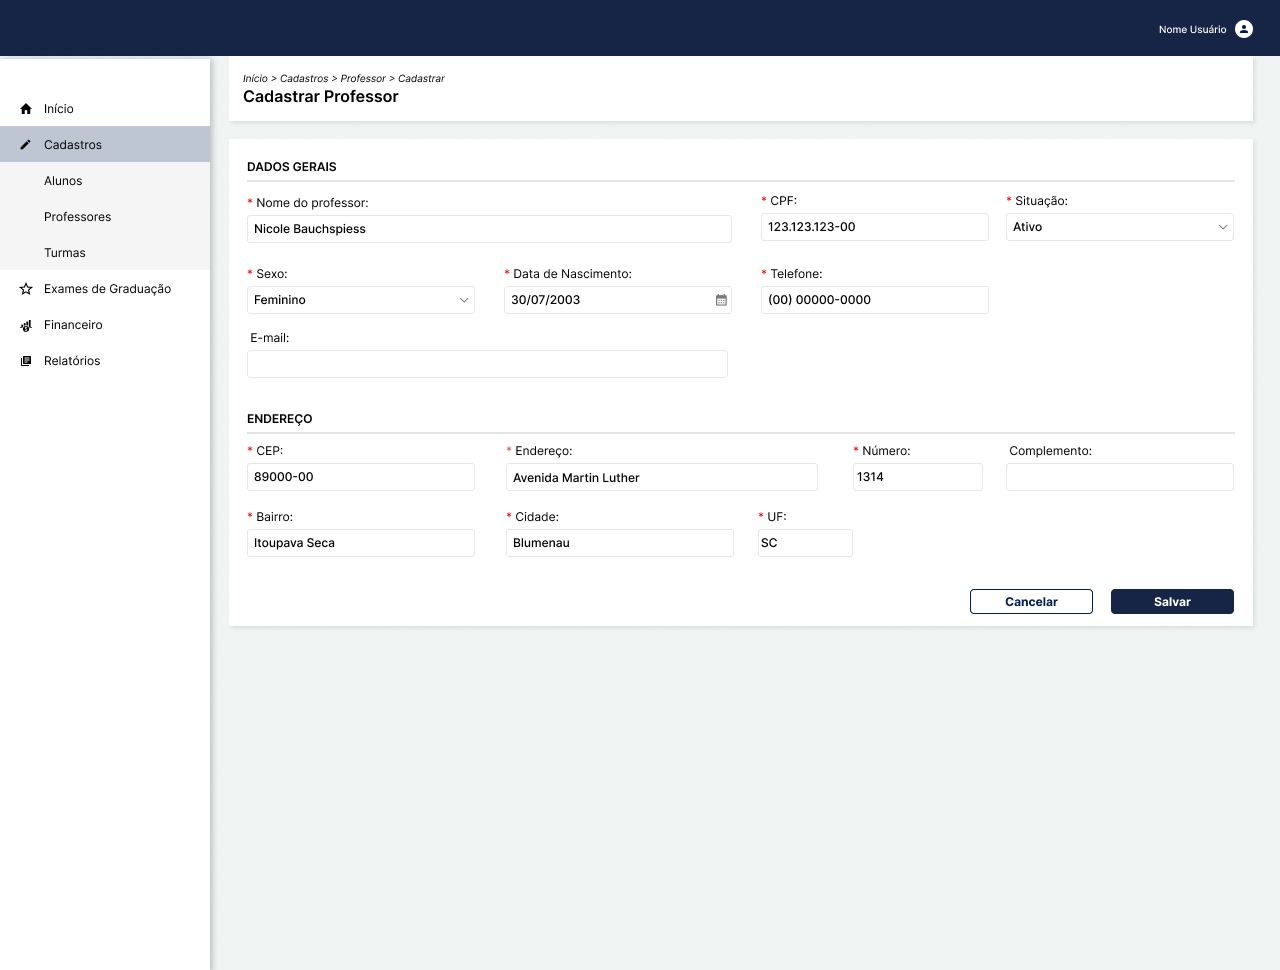 Nome Usuário
Início
Cadastros
Alunos
Professores
Turmas
Exames de Graduação
Financeiro
Relatórios
Início > Cadastros > Professor > Cadastrar
Cadastrar Professor
DADOS GERAIS
* Nome do professor:
Nicole Bauchspiess
* CPF:
123.123.123-00
* Situação:
Ativo
* Sexo:
Feminino
* Data de Nascimento:
30/07/2003
* Telefone:
(00) 00000-0000
E-mail:
ENDEREÇO
* CEP:
89000-00
* Endereço:
Avenida Martin Luther
* Número:
1314
Complemento:
* Bairro:
Itoupava Seca
* Cidade:
Blumenau
* UF:
SC
Cancelar
Salvar